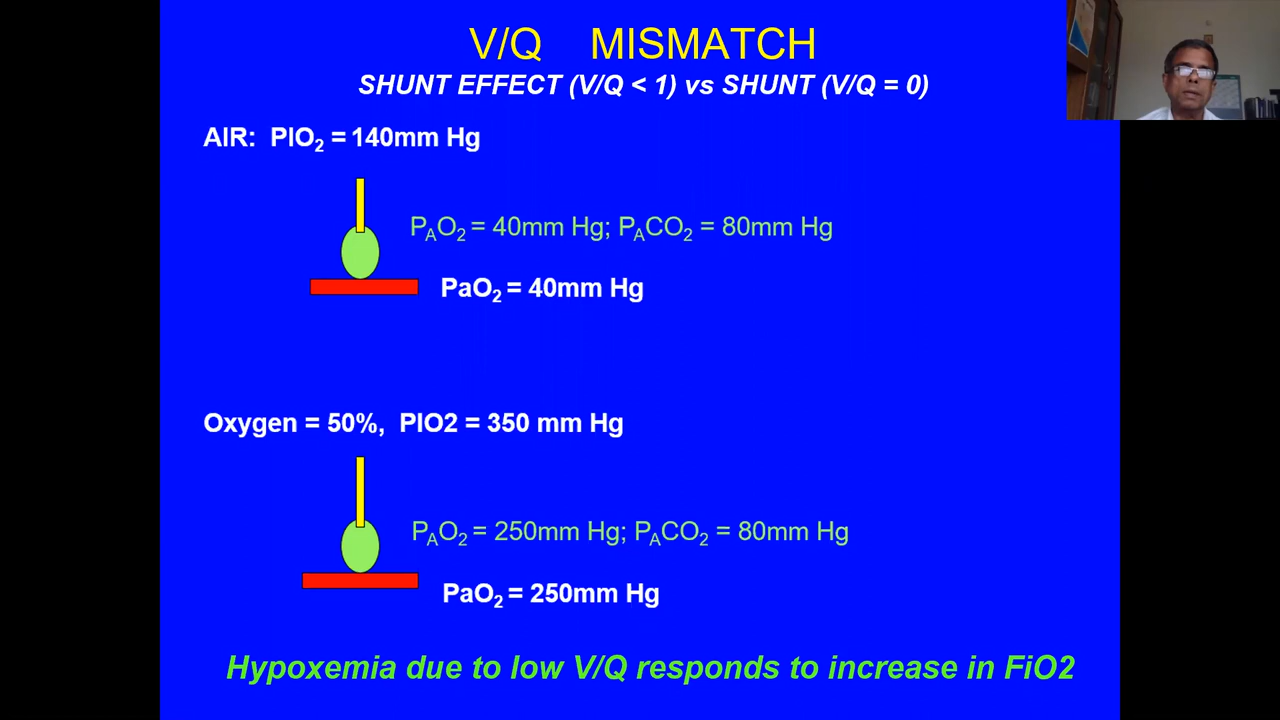 V/Q MISMATCH
SHUNT EFFECT (V/Q < 1) vs SHUNT (V/Q = 0)
AIR: PIO₂ = 140mm Hg
PAO₂ = 40mm Hg; PACO₂ = 80mm Hg
PaO₂ = 40mm Hg
Oxygen = 50%, PIO2 = 350 mm Hg
PAO₂ = 250mm Hg; PACO₂ = 80mm Hg
PaO₂ = 250mm Hg
Hypoxemia due to low V/Q responds to increase in FiO2